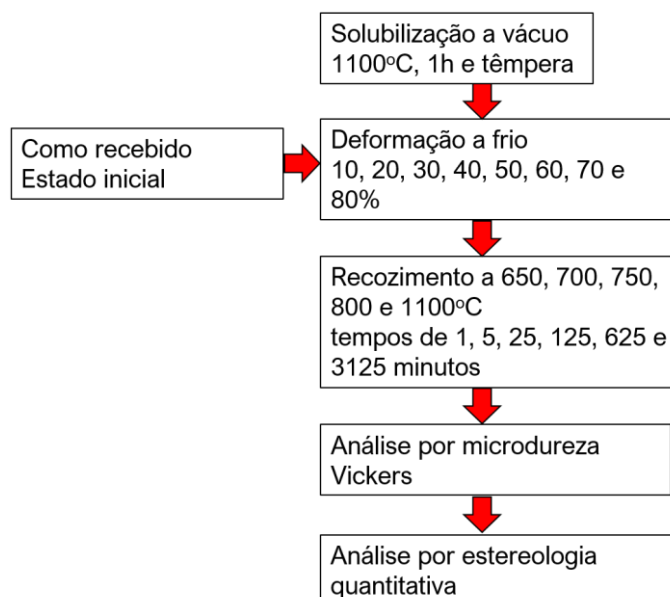 Solubilização a vácuo
1100ºC, 1h e têmpera
Como recebido
Estado inicial
Deformação a frio
10, 20, 30, 40, 50, 60, 70 e
80%
Recozimento a 650, 700, 750,
800 e 1100ºC
tempos de 1, 5, 25, 125, 625 e
3125 minutos
Análise por microdureza
Vickers
Análise por estereologia
quantitativa